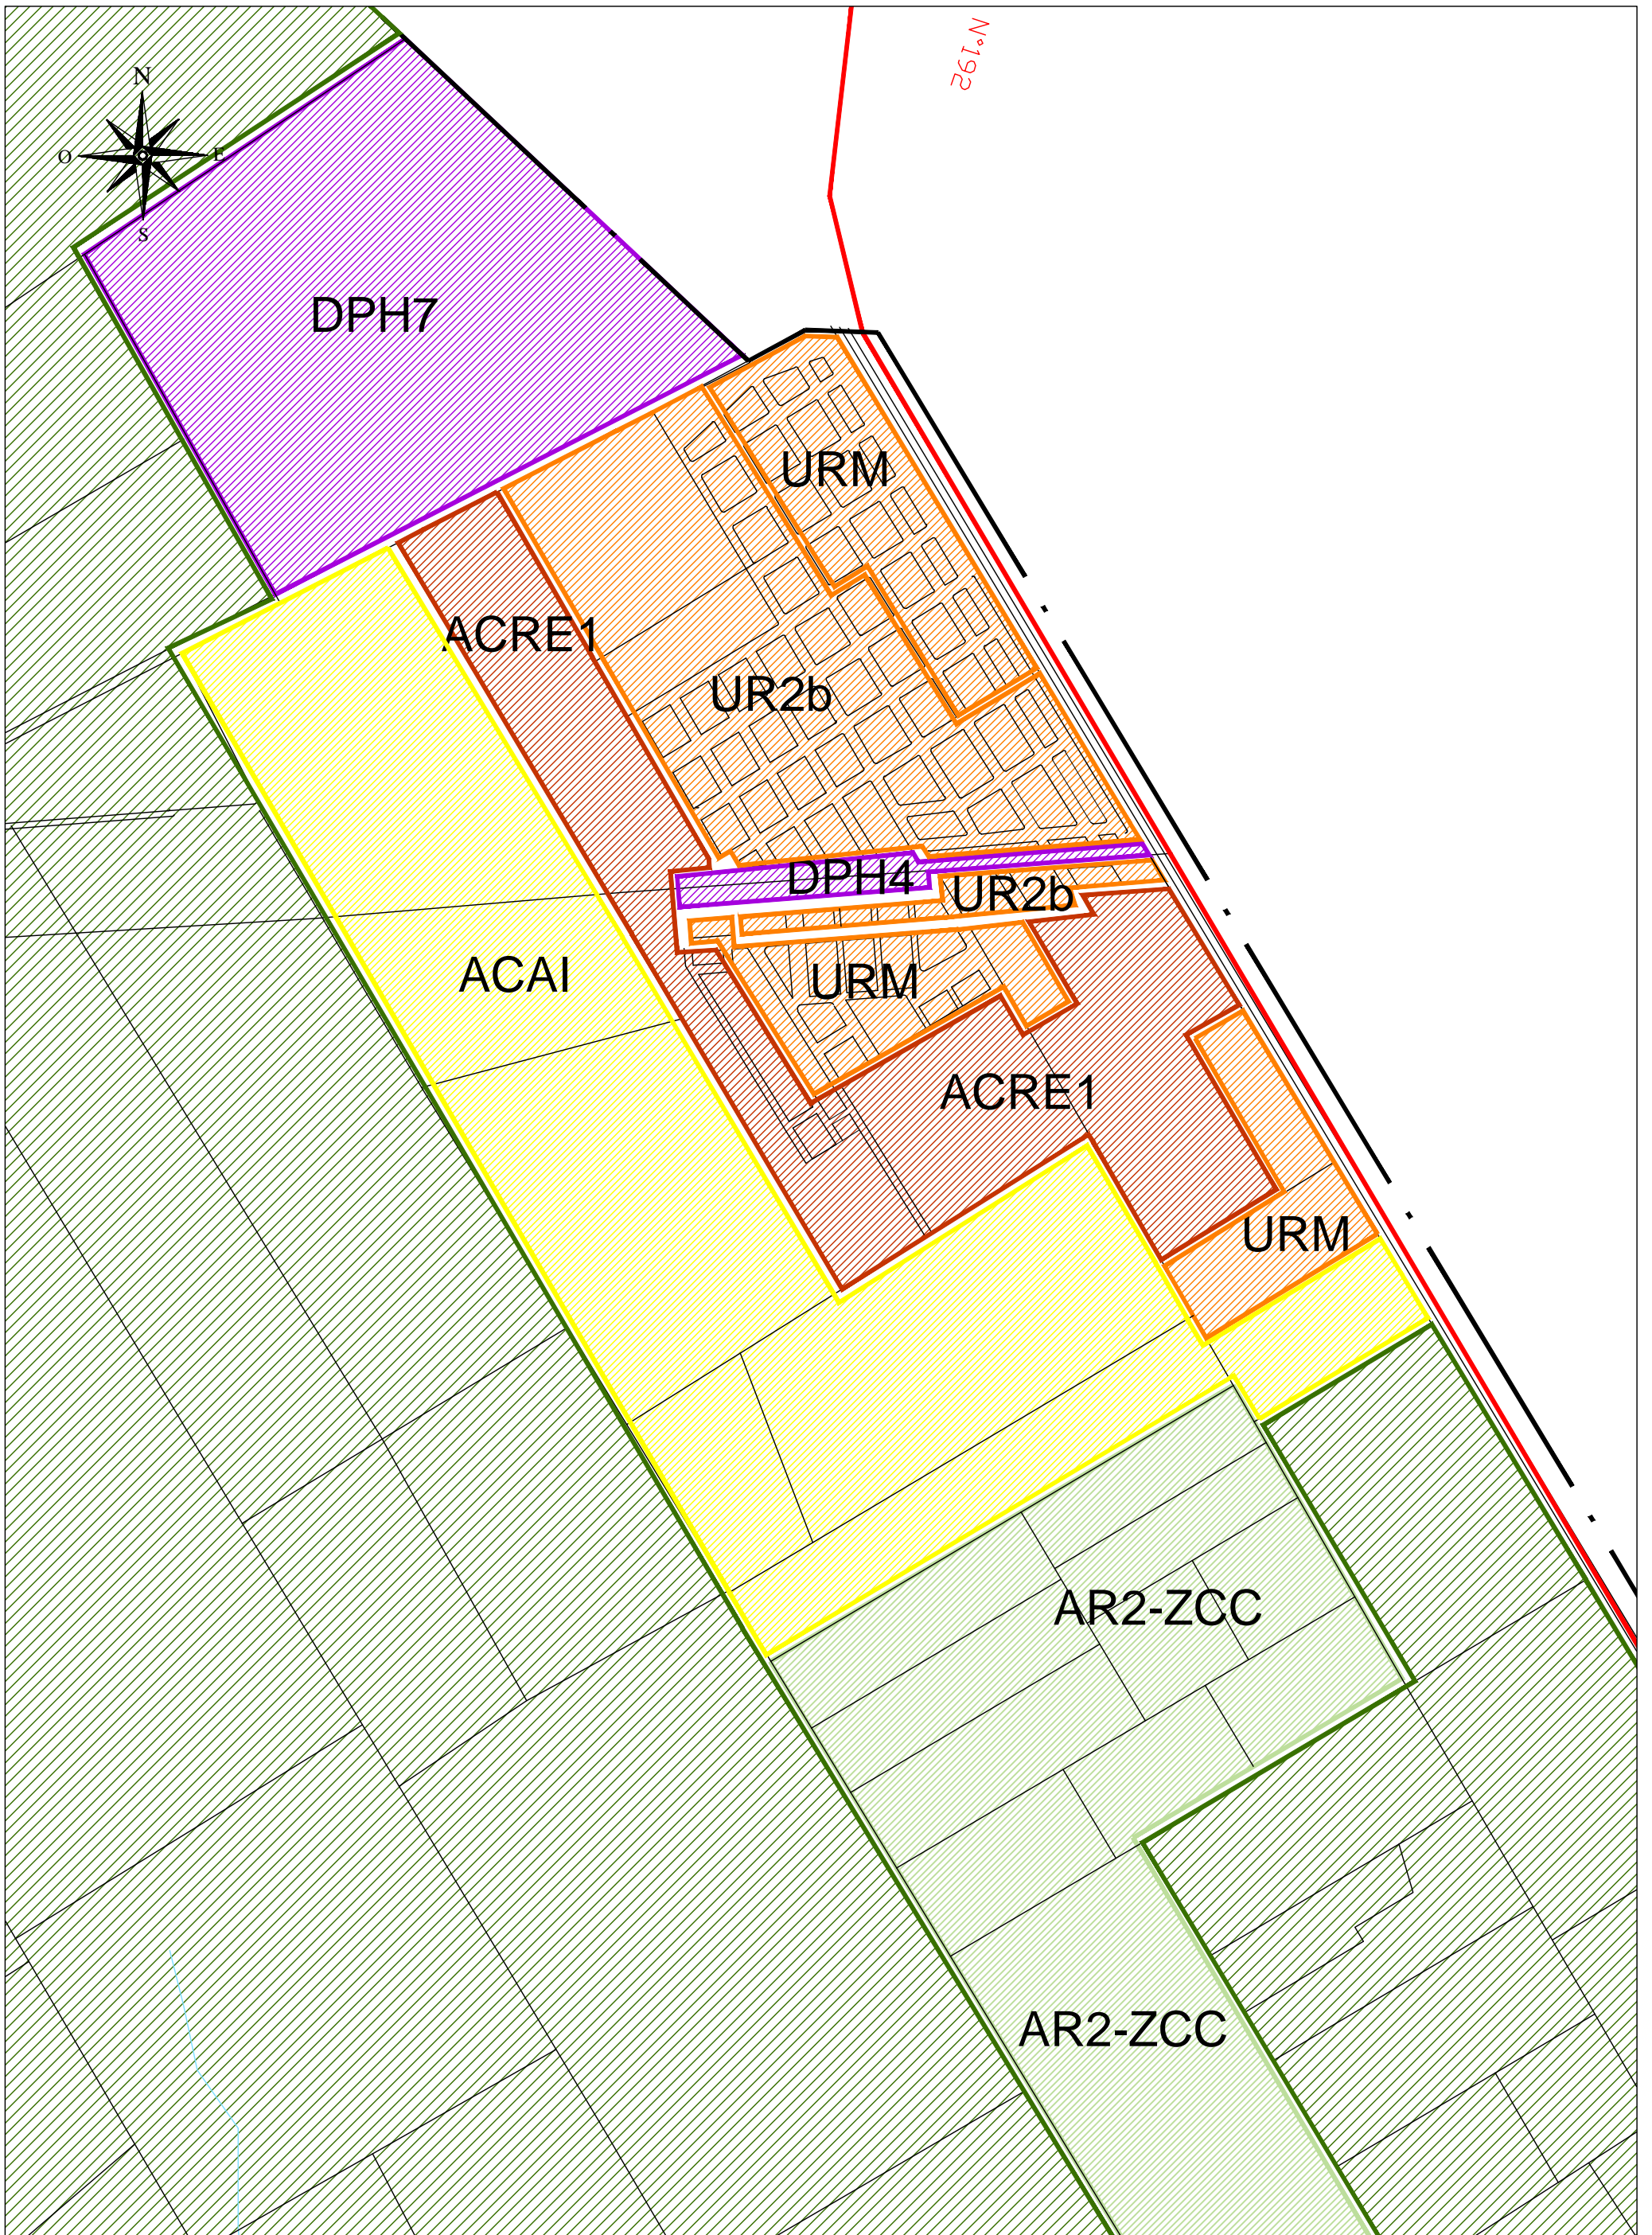 N°192
N
O
E
S
DPH7
URM
ACRE1
UR2b
DPH4
UR2b
ACAI
URM
ACRE1
URM
AR2-ZCC
AR2-ZCC